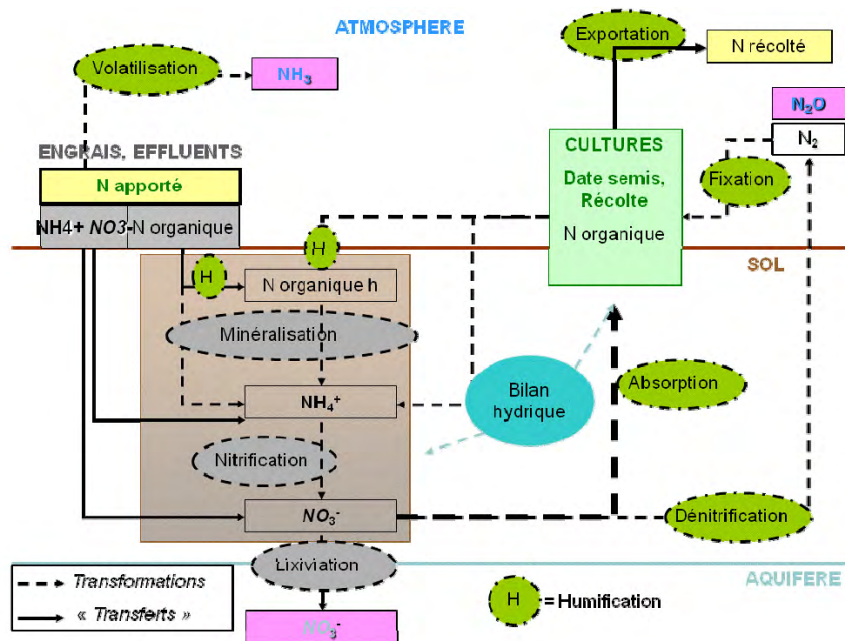 ATMOSPHERE
Exportation
N récolté
Volatilisation
NH₃
N₂O
N₂
ENGRAIS, EFFLUENTS
CULTURES
Date semis,
Récolte
N organique
Fixation
N apporté
NH4+ NO3- N organique
H
SOL
H
N organique h
Minéralisation
NH₄⁺
Bilan
hydrique
Absorption
Nitrification
NO₃⁻
Dénitrification
Lixiviation
AQUIFERE
Transformations
« Transferts »
H
= Humification
NO₃⁻